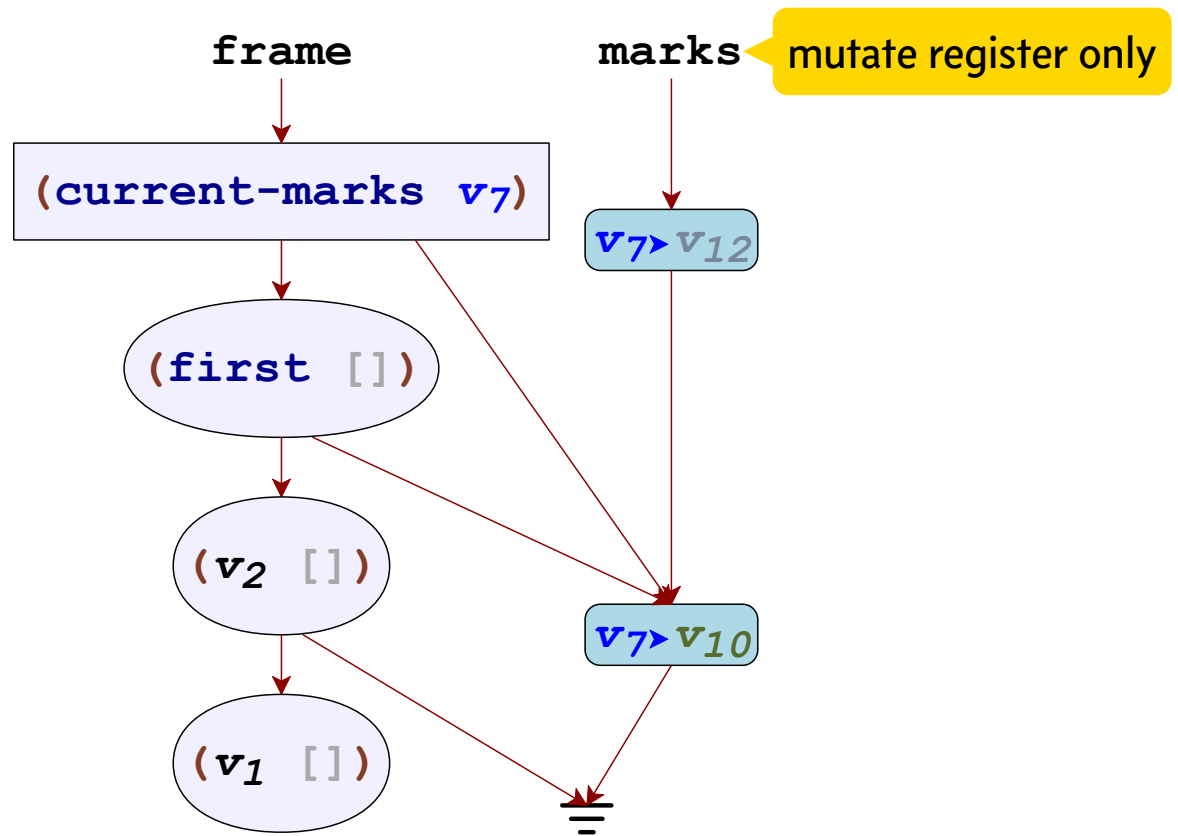 frame
marks
mutate register only
(current-marks v7)
v7➤v12
(first [])
(v2 [])
v7➤v10
(v1 [])